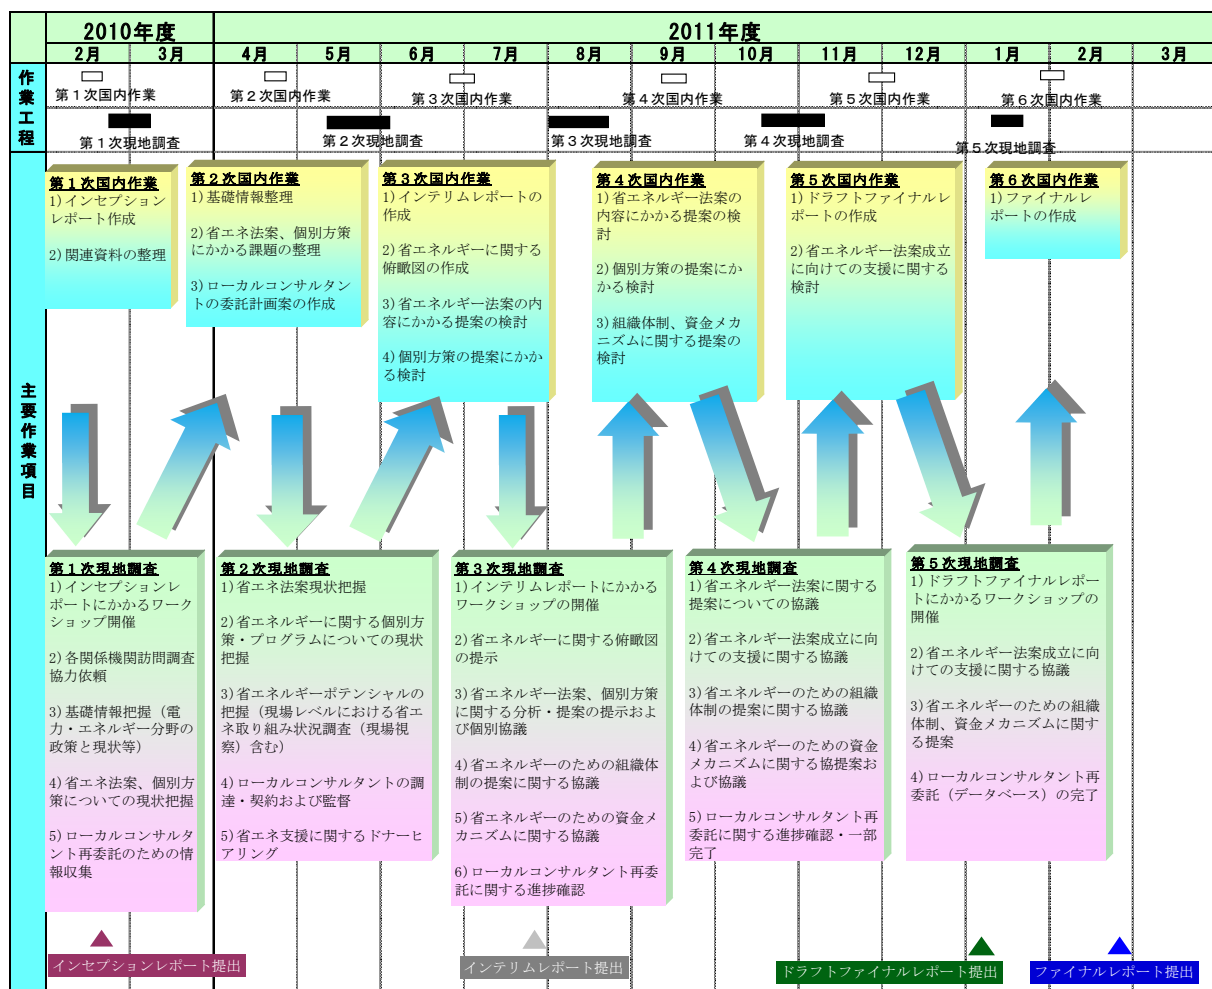 2010年度
2011年度
2月
3月
4月
5月
6月
7月
8月
9月
10月
11月
12月
1月
2月
3月
作業工程
第１次国内作業
第２次国内作業
第３次国内作業
第４次国内作業
第５次国内作業
第６次国内作業
第１次現地調査
第２次現地調査
第３次現地調査
第４次現地調査
第５次現地調査
主要作業項目
第１次国内作業
1)インセプション
レポート作成
2)関連資料の整理
第２次国内作業
1)基礎情報整理
2)省エネ法案、個別方策
にかかる課題の整理
3)ローカルコンサルタン
トの委託計画案の作成
第３次国内作業
1)インテリムレポートの
作成
2)省エネルギーに関する
俯瞰図の作成
3)省エネルギー法案の内
容にかかる提案の検討
4)個別方策の提案にかか
る検討
第４次国内作業
1)省エネルギー法案の
内容にかかる提案の検
討
2)個別方策の提案にか
かる検討
3)組織体制、資金メカ
ニズムに関する提案の
検討
第５次国内作業
1)ドラフトファイナルレ
ポートの作成
2)省エネルギー法案成立
に向けての支援に関する
検討
第６次国内作業
1)ファイナルレ
ポートの作成
第１次現地調査
1)インセプションレ
ポートにかかるワーク
ショップ開催
2)各関係機関訪問調査
協力依頼
3)基礎情報把握（電
力・エネルギー分野の
政策と現状等）
4)省エネ法案、個別方
策についての現状把握
5)ローカルコンサルタ
ント再委託のための情
報収集
第２次現地調査
1)省エネ法案現状把握
2)省エネルギーに関する個別方
策・プログラムについての現状
把握
3)省エネルギーポテンシャルの
把握（現場レベルにおける省エ
ネ取り組み状況調査（現場視
察）含む）
4)ローカルコンサルタントの調
達・契約および監督
5)省エネ支援に関するドナーヒ
アリング
第３次現地調査
1)インテリムレポートにかかる
ワークショップの開催
2)省エネルギーに関する俯瞰図
の提示
3)省エネルギー法案、個別方策
に関する分析・提案の提示およ
び個別協議
4)省エネルギーのための組織体
制の提案に関する協議
5)省エネルギーのための資金メ
カニズムに関する協議
6)ローカルコンサルタント再委
託に関する進捗確認
第４次現地調査
1)省エネルギー法案に関する
提案についての協議
2)省エネルギー法案成立に向
けての支援に関する協議
3)省エネルギーのための組織
体制の提案に関する協議
4)省エネルギーのための資金
メカニズムに関する協提案お
よび協議
5)ローカルコンサルタント再
委託に関する進捗確認・一部
完了
第５次現地調査
1)ドラフトファイナルレポー
トにかかるワークショップの
開催
2)省エネルギー法案成立に向
けての支援に関する協議
3)省エネルギーのための組織
体制、資金メカニズムに関す
る提案
4)ローカルコンサルタント再
委託（データベース）の完了
インセプションレポート提出
インテリムレポート提出
ドラフトファイナルレポート提出
ファイナルレポート提出